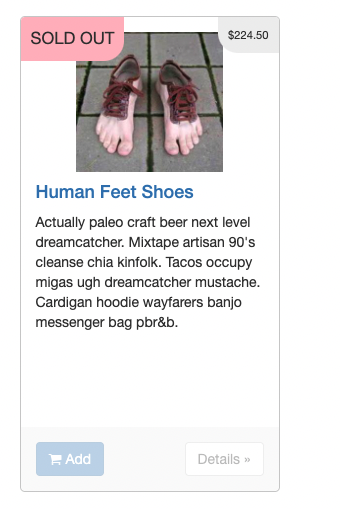 SOLD OUT
$224.50
Human Feet Shoes
Actually paleo craft beer next level
dreamcatcher. Mixtape artisan 90's
cleanse chia kinfolk. Tacos occupy
migas ugh dreamcatcher mustache.
Cardigan hoodie wayfarers banjo
messenger bag pbr&b.
Add
Details »